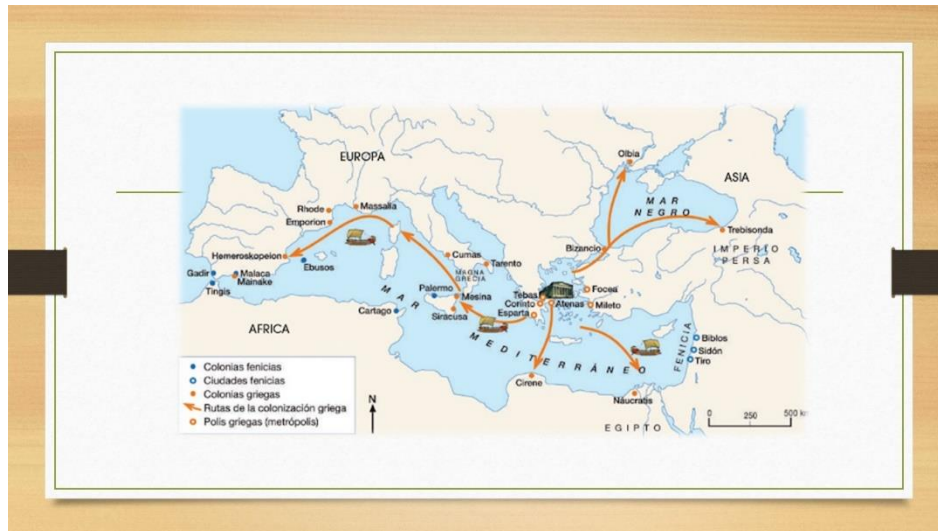 EUROPA
ASIA
Olbia
MAR
NEGRO
Trebisonda
IMPERIO
PERSA
Rhode
Massalia
Emporion
Bizancio
Hemeroskopeion
Ebusos
Cumas
Tarento
MAGNA
GRECIA
Gadir
Malaca
Mainake
Tingis
Palermo
Mesina
Siracusa
Cartago
Tebas
Corinto
Atenas
Esparta
Focea
Mileto
AFRICA
MAR
MEDITERRÁNEO
FENICIA
Biblos
Sidón
Tiro
Cirene
Náucratis
EGIPTO
Colonias fenicias
Ciudades fenicias
Colonias griegas
Rutas de la colonización griega
Polis griegas (metrópolis)
N
0 250 500 k